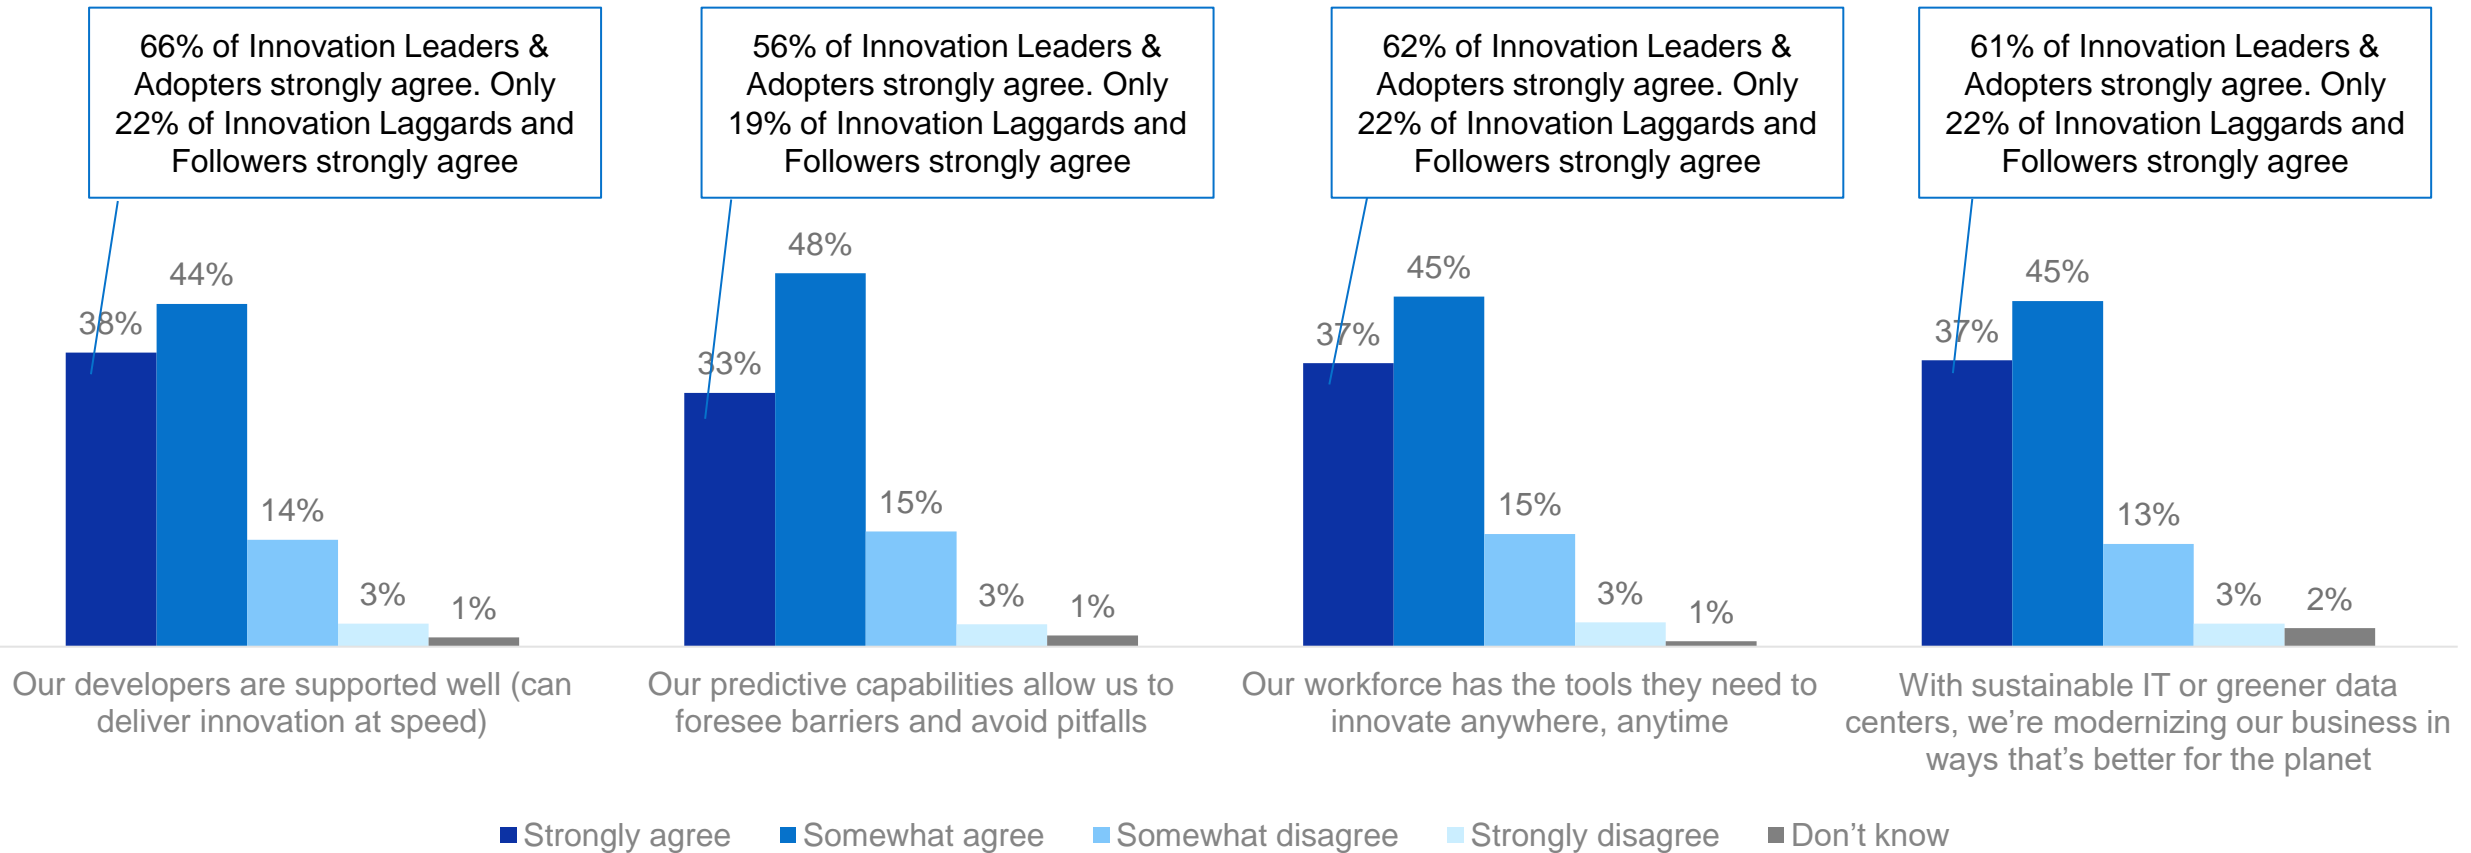 66% of Innovation Leaders &
Adopters strongly agree. Only
22% of Innovation Laggards and
Followers strongly agree
56% of Innovation Leaders &
Adopters strongly agree. Only
19% of Innovation Laggards and
Followers strongly agree
62% of Innovation Leaders &
Adopters strongly agree. Only
22% of Innovation Laggards and
Followers strongly agree
61% of Innovation Leaders &
Adopters strongly agree. Only
22% of Innovation Laggards and
Followers strongly agree
38%
44%
14%
3%
1%
33%
48%
15%
3%
1%
37%
45%
15%
3%
1%
37%
45%
13%
3%
2%
Our developers are supported well (can
deliver innovation at speed)
Our predictive capabilities allow us to
foresee barriers and avoid pitfalls
Our workforce has the tools they need to
innovate anywhere, anytime
With sustainable IT or greener data
centers, we’re modernizing our business in
ways that’s better for the planet
Strongly agree
Somewhat agree
Somewhat disagree
Strongly disagree
Don’t know